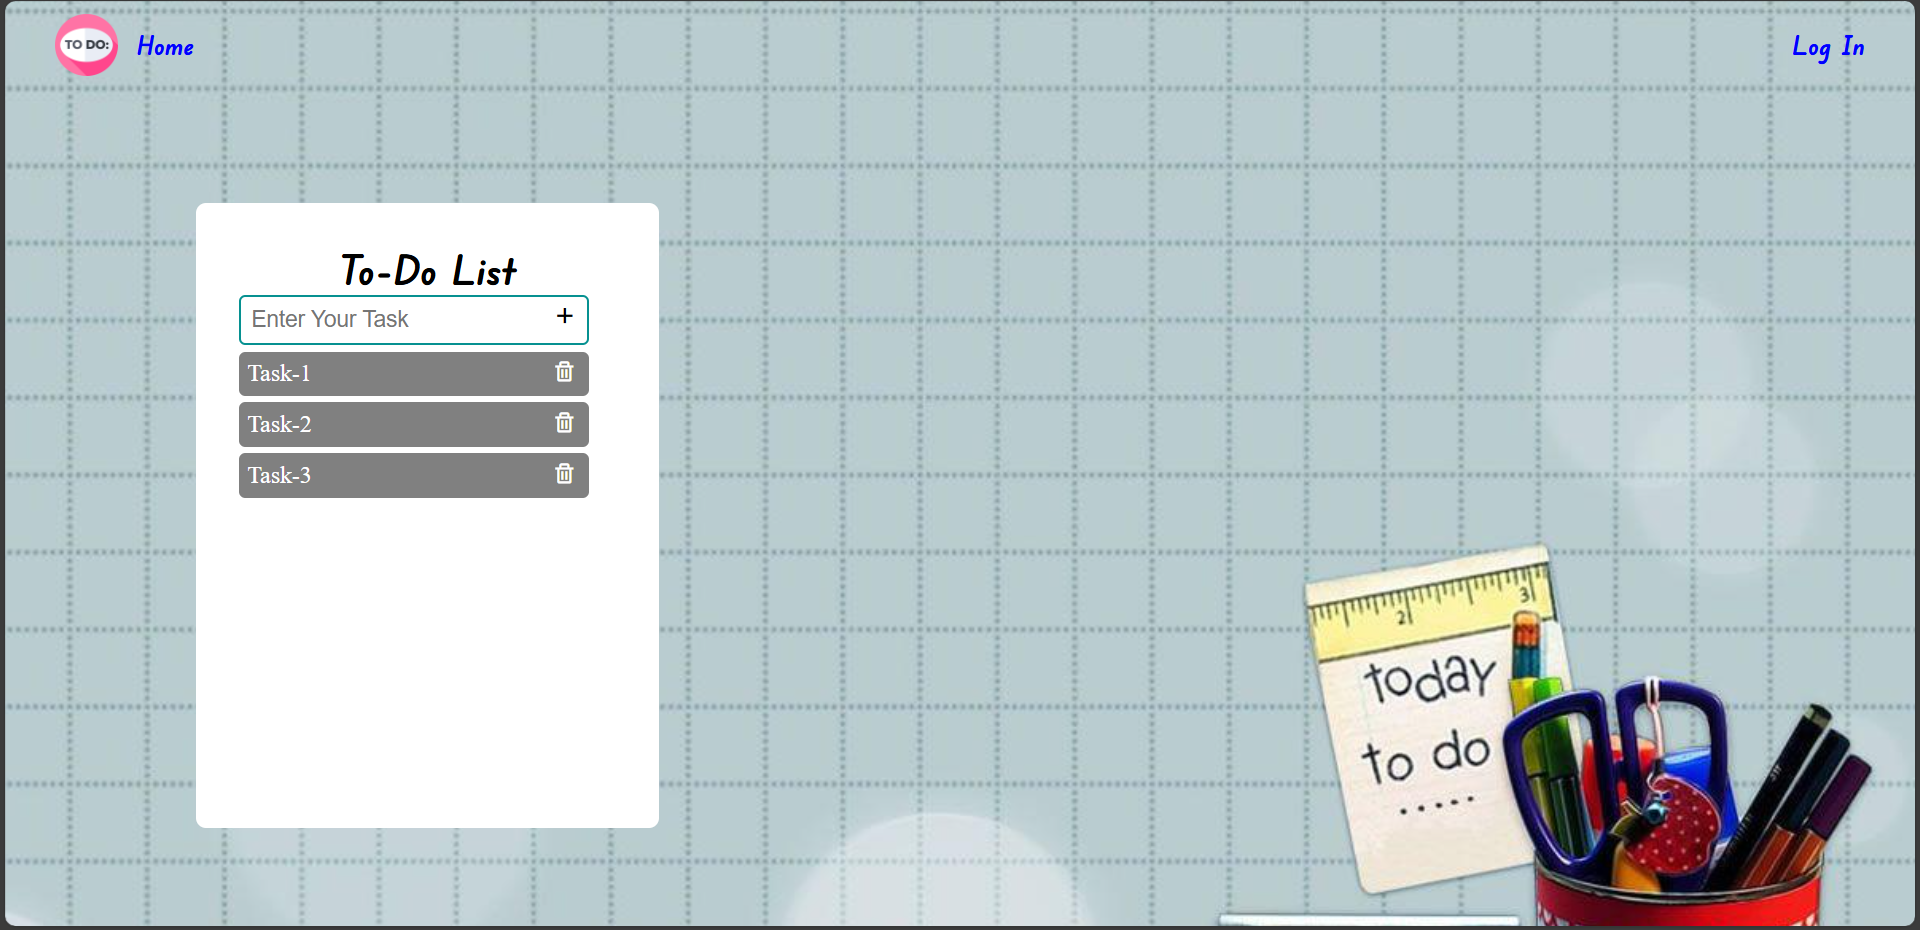 TO DO:
Home
Log In
To-Do List
Enter Your Task +
Task-1
Task-2
Task-3
2 3
today
to do
.....